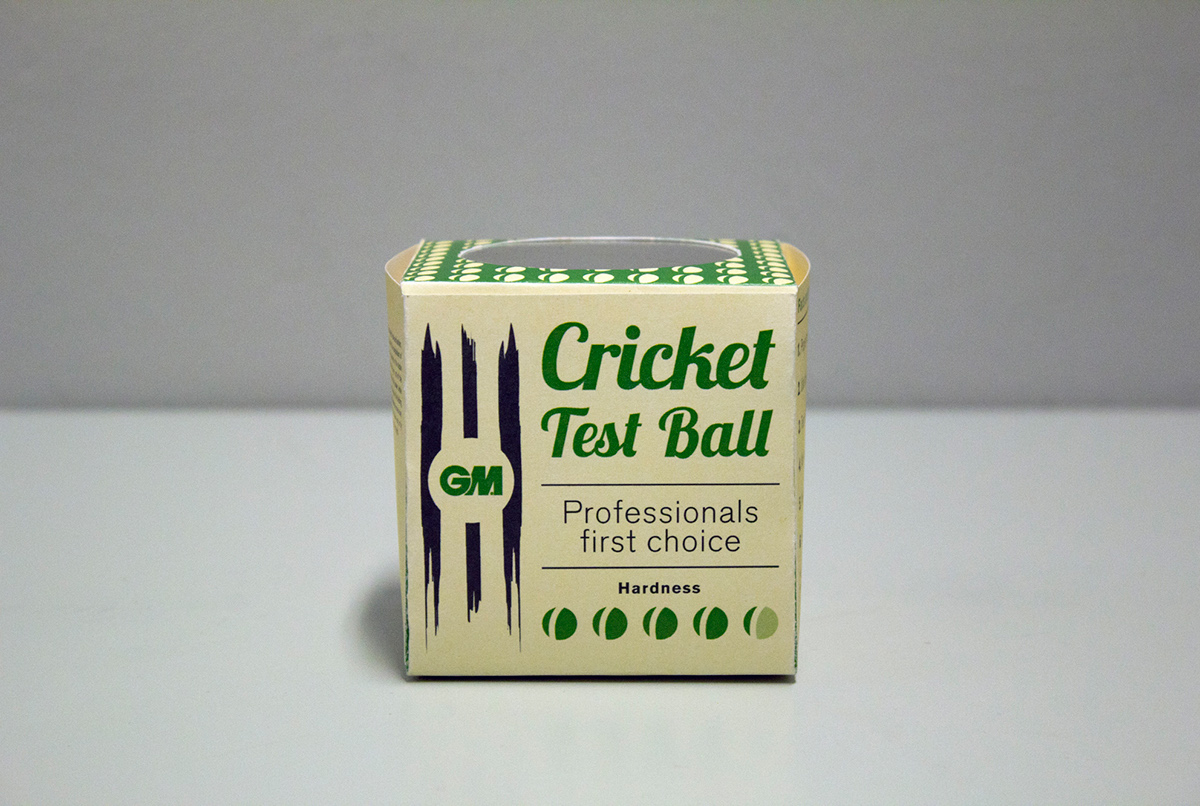 Cricket
Test Ball
GM
Professionals
first choice
Hardness